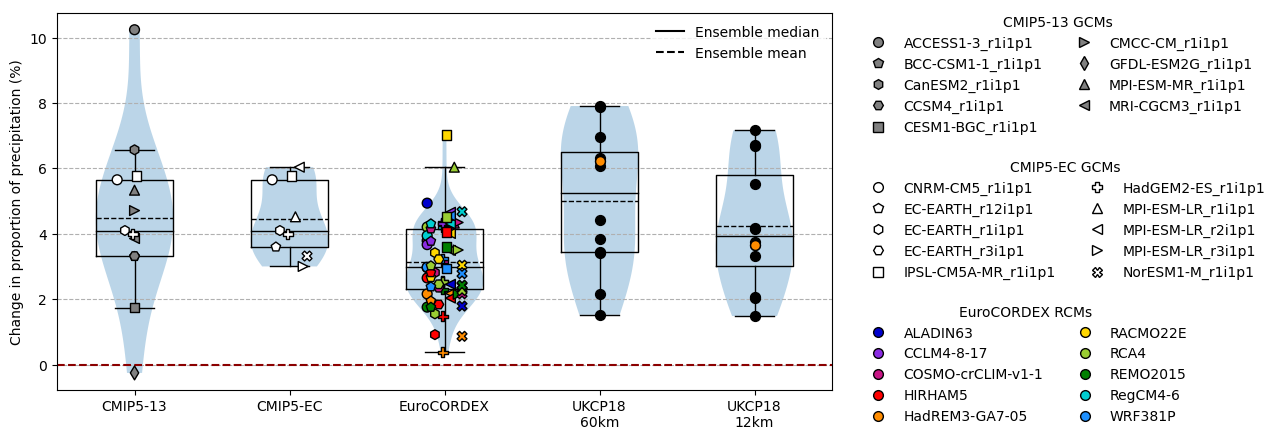 Change in proportion of precipitation (%)
10
8
6
4
2
0
Ensemble median
Ensemble mean
CMIP5-13
CMIP5-EC
EuroCORDEX
UKCP18
60km
UKCP18
12km
CMIP5-13 GCMs
ACCESS1-3_r1i1p1
BCC-CSM1-1_r1i1p1
CanESM2_r1i1p1
CCSM4_r1i1p1
CESM1-BGC_r1i1p1
CMCC-CM_r1i1p1
GFDL-ESM2G_r1i1p1
MPI-ESM-MR_r1i1p1
MRI-CGCM3_r1i1p1
CMIP5-EC GCMs
CNRM-CM5_r1i1p1
EC-EARTH_r12i1p1
EC-EARTH_r1i1p1
EC-EARTH_r3i1p1
IPSL-CM5A-MR_r1i1p1
HadGEM2-ES_r1i1p1
MPI-ESM-LR_r1i1p1
MPI-ESM-LR_r2i1p1
MPI-ESM-LR_r3i1p1
NorESM1-M_r1i1p1
EuroCORDEX RCMs
ALADIN63
CCLM4-8-17
COSMO-crCLIM-v1-1
HIRHAM5
HadREM3-GA7-05
RACMO22E
RCA4
REMO2015
RegCM4-6
WRF381P